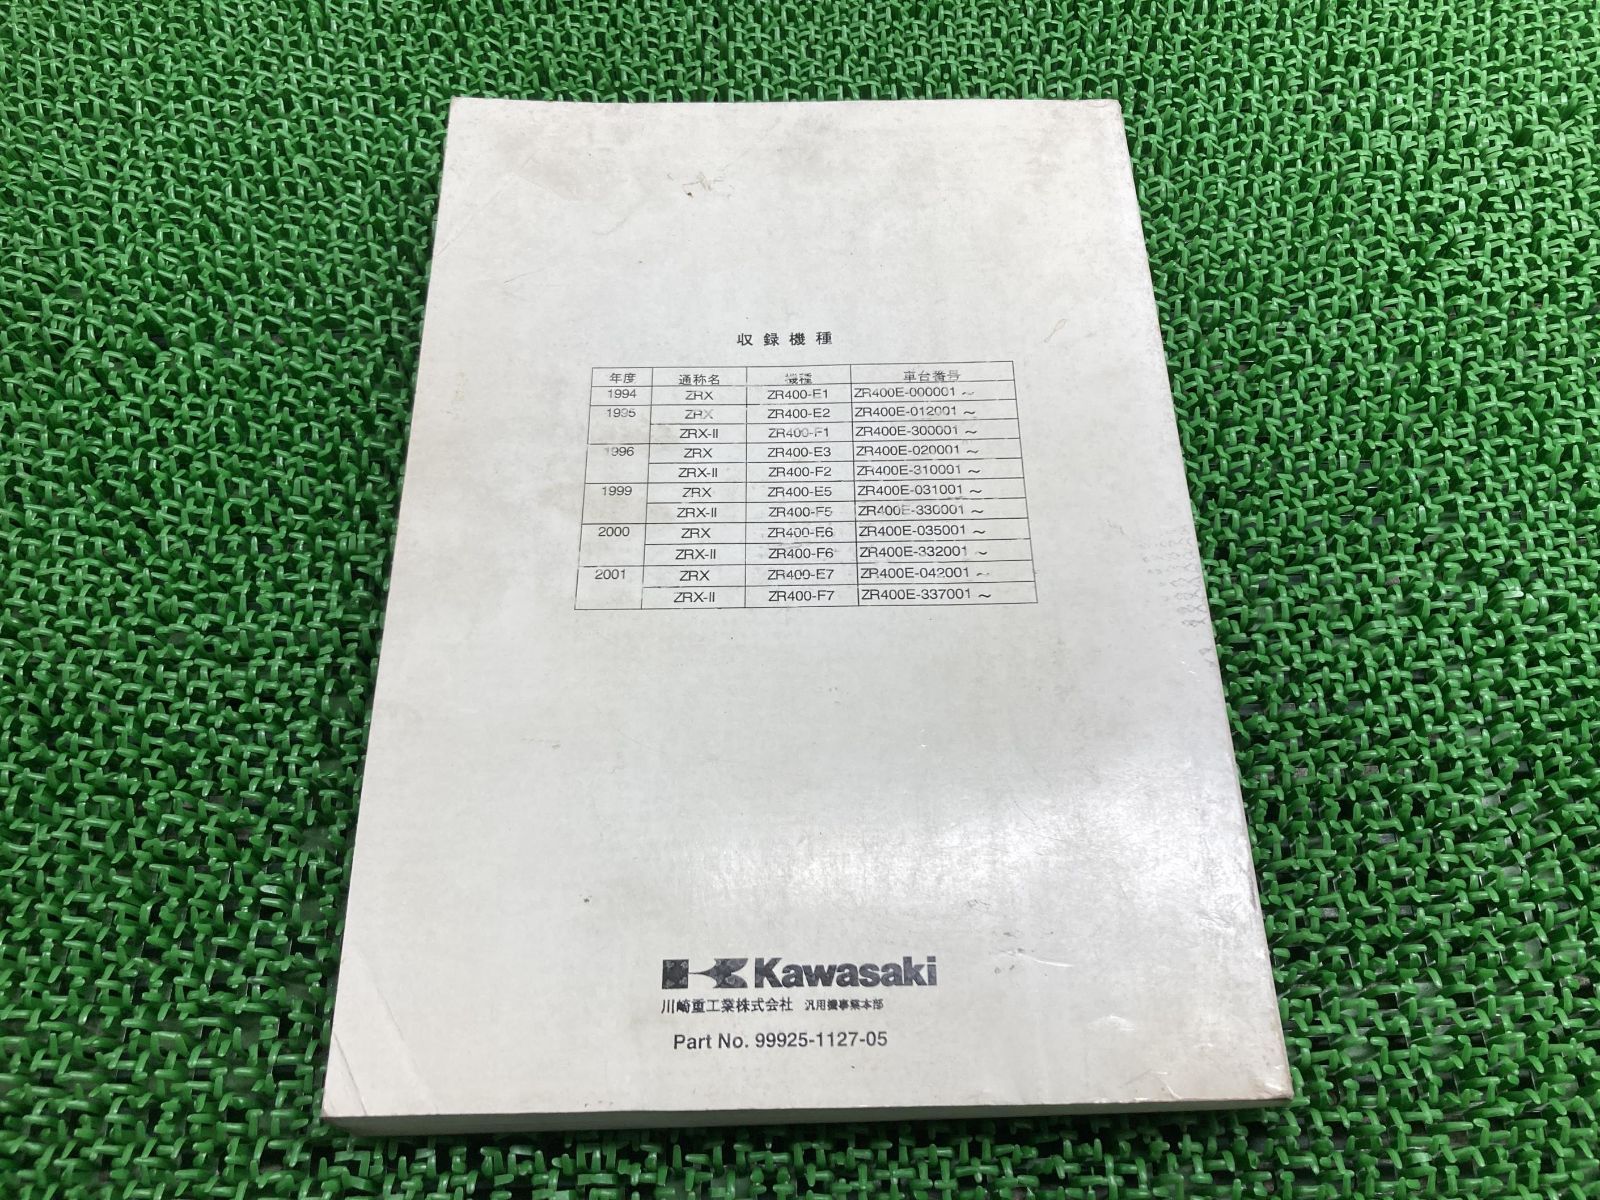 収録機種
年度 通称名 機種 車台番号
1994 ZRX ZR400-E1 ZR400E-000001 ~
1995 ZRX ZR400-E2 ZR400E-012001 ~
ZRX-II ZR400-F1 ZR400E-300001 ~
1996 ZRX ZR400-E3 ZR400E-020001 ~
ZRX-II ZR400-F2 ZR400E-310001 ~
1999 ZRX ZR400-E5 ZR400E-031001 ~
ZRX-II ZR400-F5 ZR400E-330001 ~
2000 ZRX ZR400-E6 ZR400E-035001 ~
ZRX-II ZR400-F6 ZR400E-332001 ~
2001 ZRX ZR400-E7 ZR400E-042001 ~
ZRX-II ZR400-F7 ZR400E-337001 ~
Kawasaki
川崎重工業株式会社 汎用機事業本部
Part No. 99925-1127-05